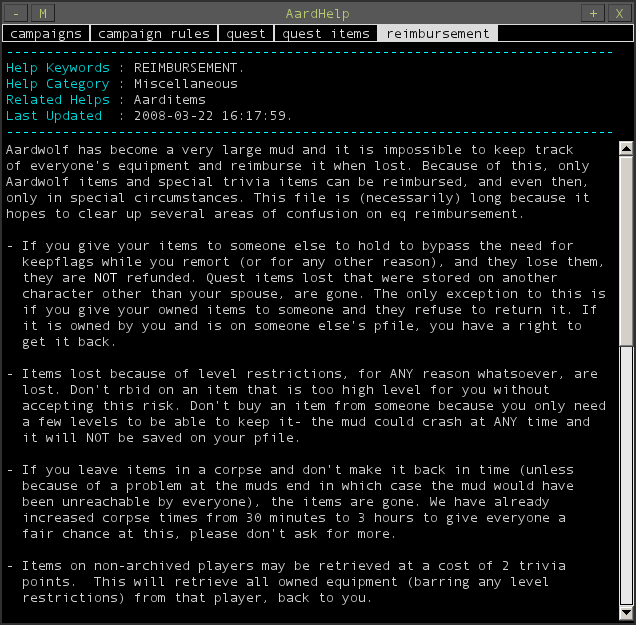 - M AardHelp + X
campaigns campaign rules quest quest items reimbursement
----------------------------------------------------------------------------
Help Keywords : REIMBURSEMENT.
Help Category : Miscellaneous
Related Helps : Aarditems
Last Updated : 2008-03-22 16:17:59.
----------------------------------------------------------------------------
Aardwolf has become a very large mud and it is impossible to keep track
of everyone's equipment and reimburse it when lost. Because of this, only
Aardwolf items and special trivia items can be reimbursed, and even then,
only in special circumstances. This file is (necessarily) long because it
hopes to clear up several areas of confusion on eq reimbursement.
- If you give your items to someone else to hold to bypass the need for
keepflags while you remort (or for any other reason), and they lose them,
they are NOT refunded. Quest items lost that were stored on another
character other than your spouse, are gone. The only exception to this is
if you give your owned items to someone and they refuse to return it. If
it is owned by you and is on someone else's pfile, you have a right to
get it back.
- Items lost because of level restrictions, for ANY reason whatsoever, are
lost. Don't rbid on an item that is too high level for you without
accepting this risk. Don't buy an item from someone because you only need
a few levels to be able to keep it- the mud could crash at ANY time and
it will NOT be saved on your pfile.
- If you leave items in a corpse and don't make it back in time (unless
because of a problem at the muds end in which case the mud would have
been unreachable by everyone), the items are gone. We have already
increased corpse times from 30 minutes to 3 hours to give everyone a
fair chance at this, please don't ask for more.
- Items on non-archived players may be retrieved at a cost of 2 trivia
points.  This will retrieve all owned equipment (barring any level
restrictions) from that player, back to you.